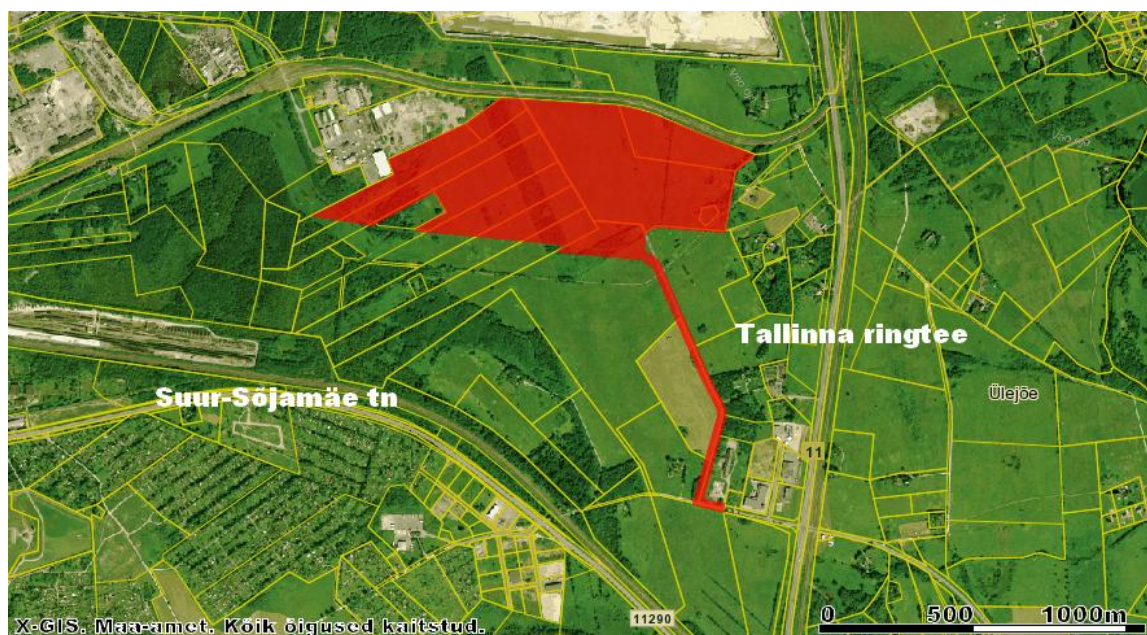 Tallinna ringtee
Suur-Sõjamäe tn
Ülejõe
11
11290
0 500 1000m
X-GIS. Maa-amet. Kõik õigused kaitstud.